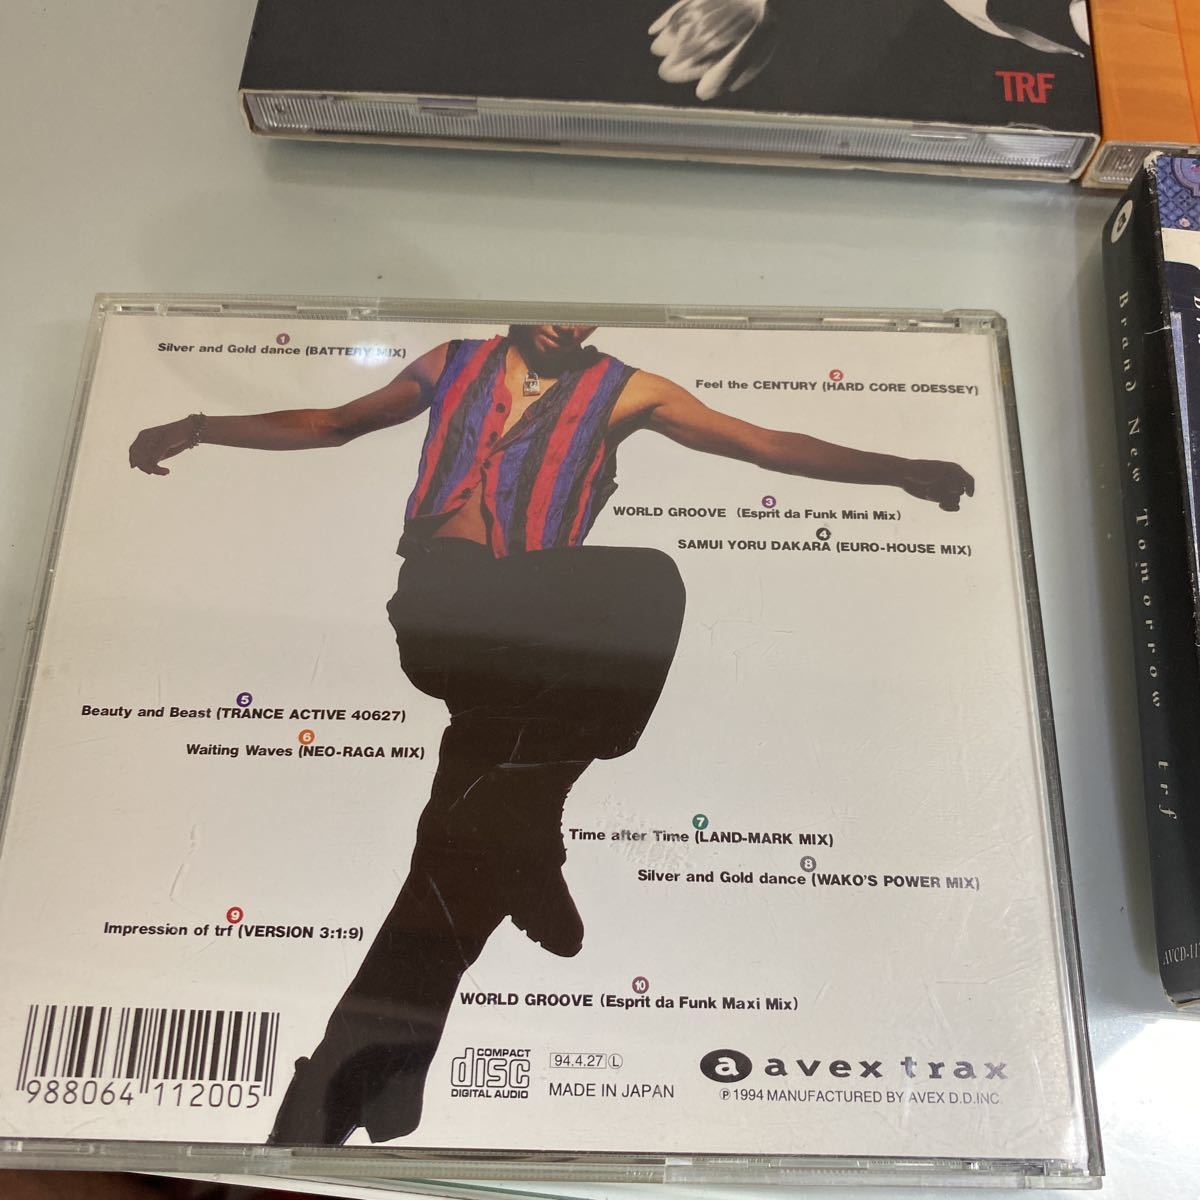 TRF
1
Silver and Gold dance (BATTERY MIX)
2
Feel the CENTURY (HARD CORE ODESSEY)
3
WORLD GROOVE (Esprit da Funk Mini Mix)
4
SAMUI YORU DAKARA (EURO-HOUSE MIX)
5
Beauty and Beast (TRANCE ACTIVE 40627)
6
Waiting Waves (NEO-RAGA MIX)
7
Time after Time (LAND-MARK MIX)
8
Silver and Gold dance (WAKO'S POWER MIX)
9
Impression of trf (VERSION 3:1:9)
10
WORLD GROOVE (Esprit da Funk Maxi Mix)
988064 112005
COMPACT
disc
DIGITAL AUDIO
94.4.27 L
MADE IN JAPAN
a avex trax
℗ 1994 MANUFACTURED BY AVEX D.D.INC.
a
Brand New Tomorrow trf